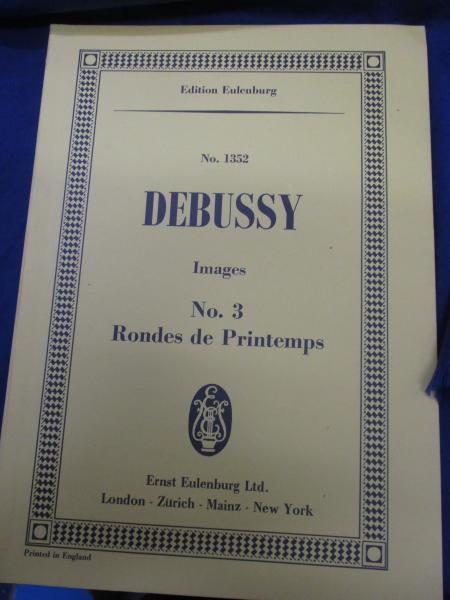 Edition Eulenburg
No. 1352
DEBUSSY
Images
No. 3
Rondes de Printemps
Ernst Eulenburg Ltd.
London - Zürich - Mainz - New York
Printed in England